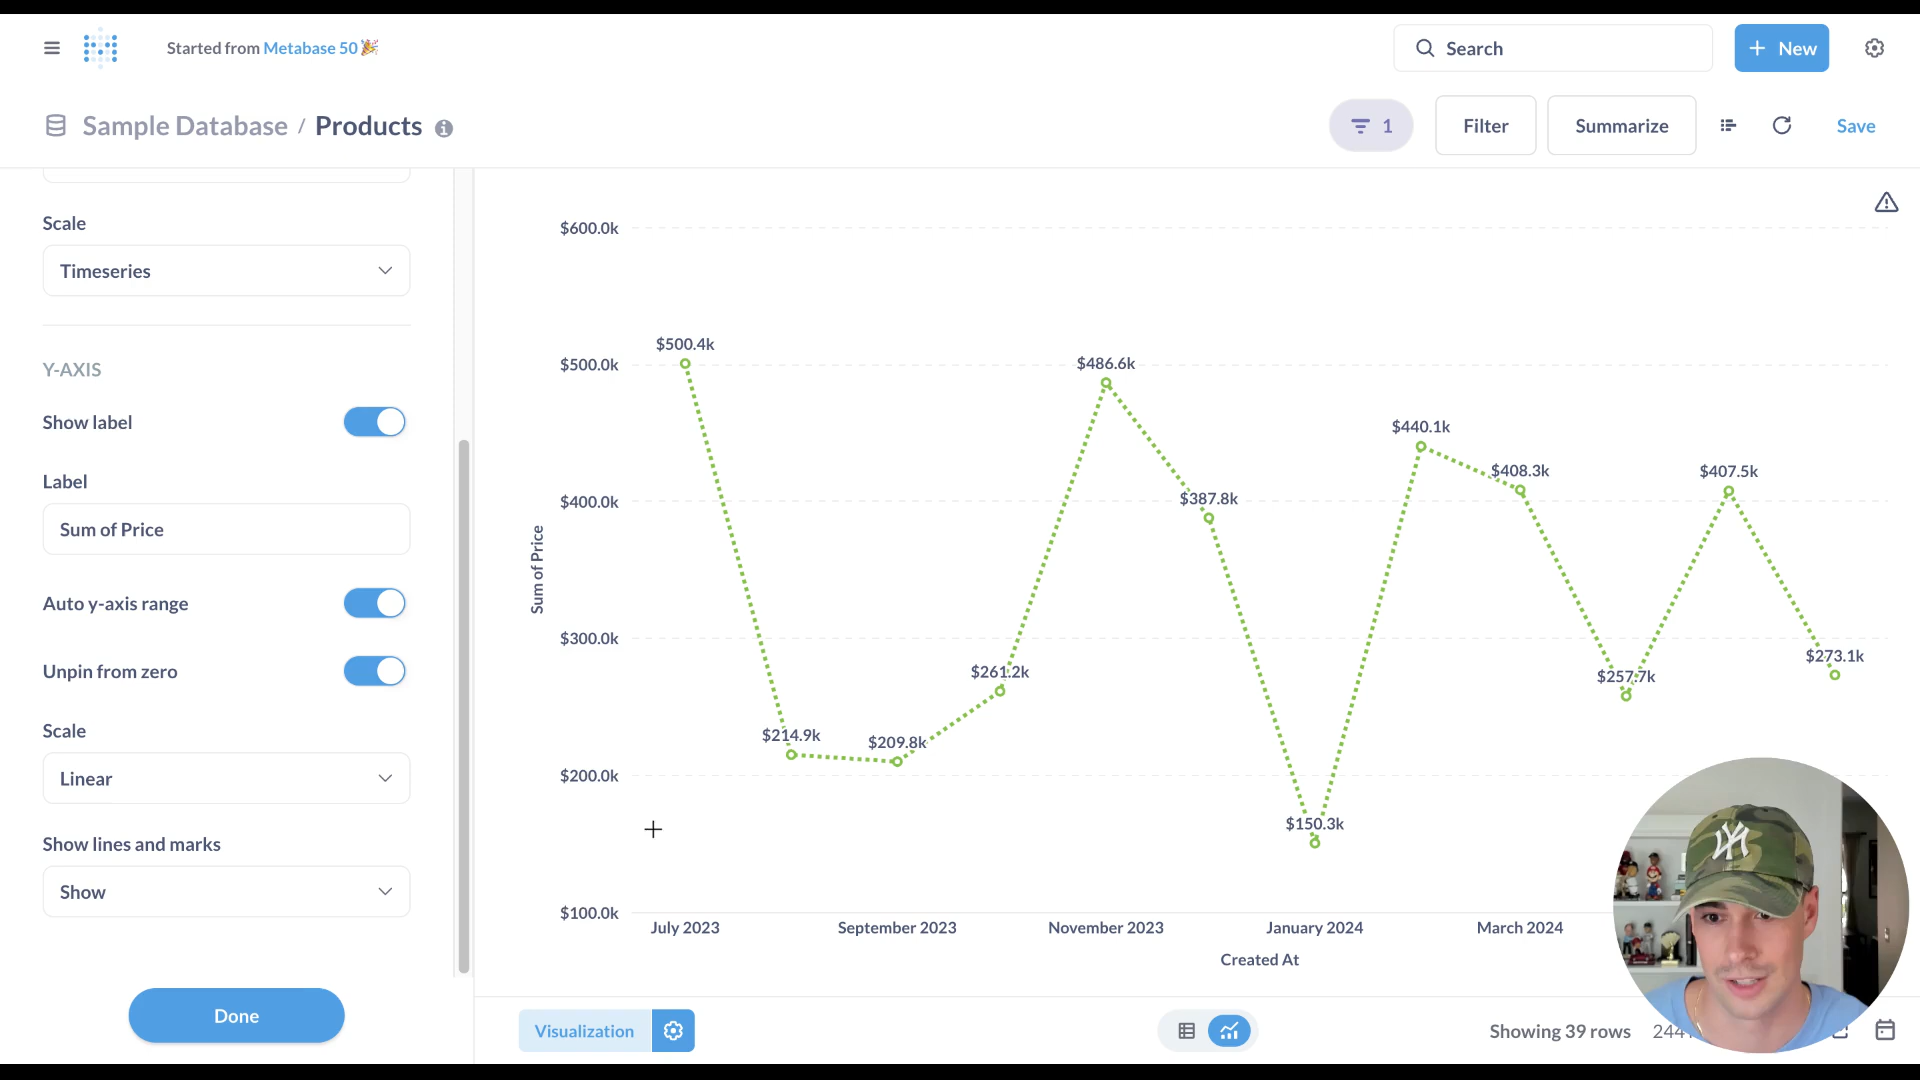 Started from Metabase 50🎉
Search
+ New
Sample Database / Products
1
Filter
Summarize
Save
Scale
Timeseries
Y-AXIS
Show label
Label
Sum of Price
Auto y-axis range
Unpin from zero
Scale
Linear
Show lines and marks
Show
Done
$600.0k
$500.0k
$400.0k
$300.0k
$200.0k
$100.0k
Sum of Price
$500.4k
$214.9k
$209.8k
$261.2k
$486.6k
$387.8k
$150.3k
$440.1k
$408.3k
$257.7k
$407.5k
$273.1k
July 2023
September 2023
November 2023
January 2024
March 2024
Created At
Visualization
Showing 39 rows
244